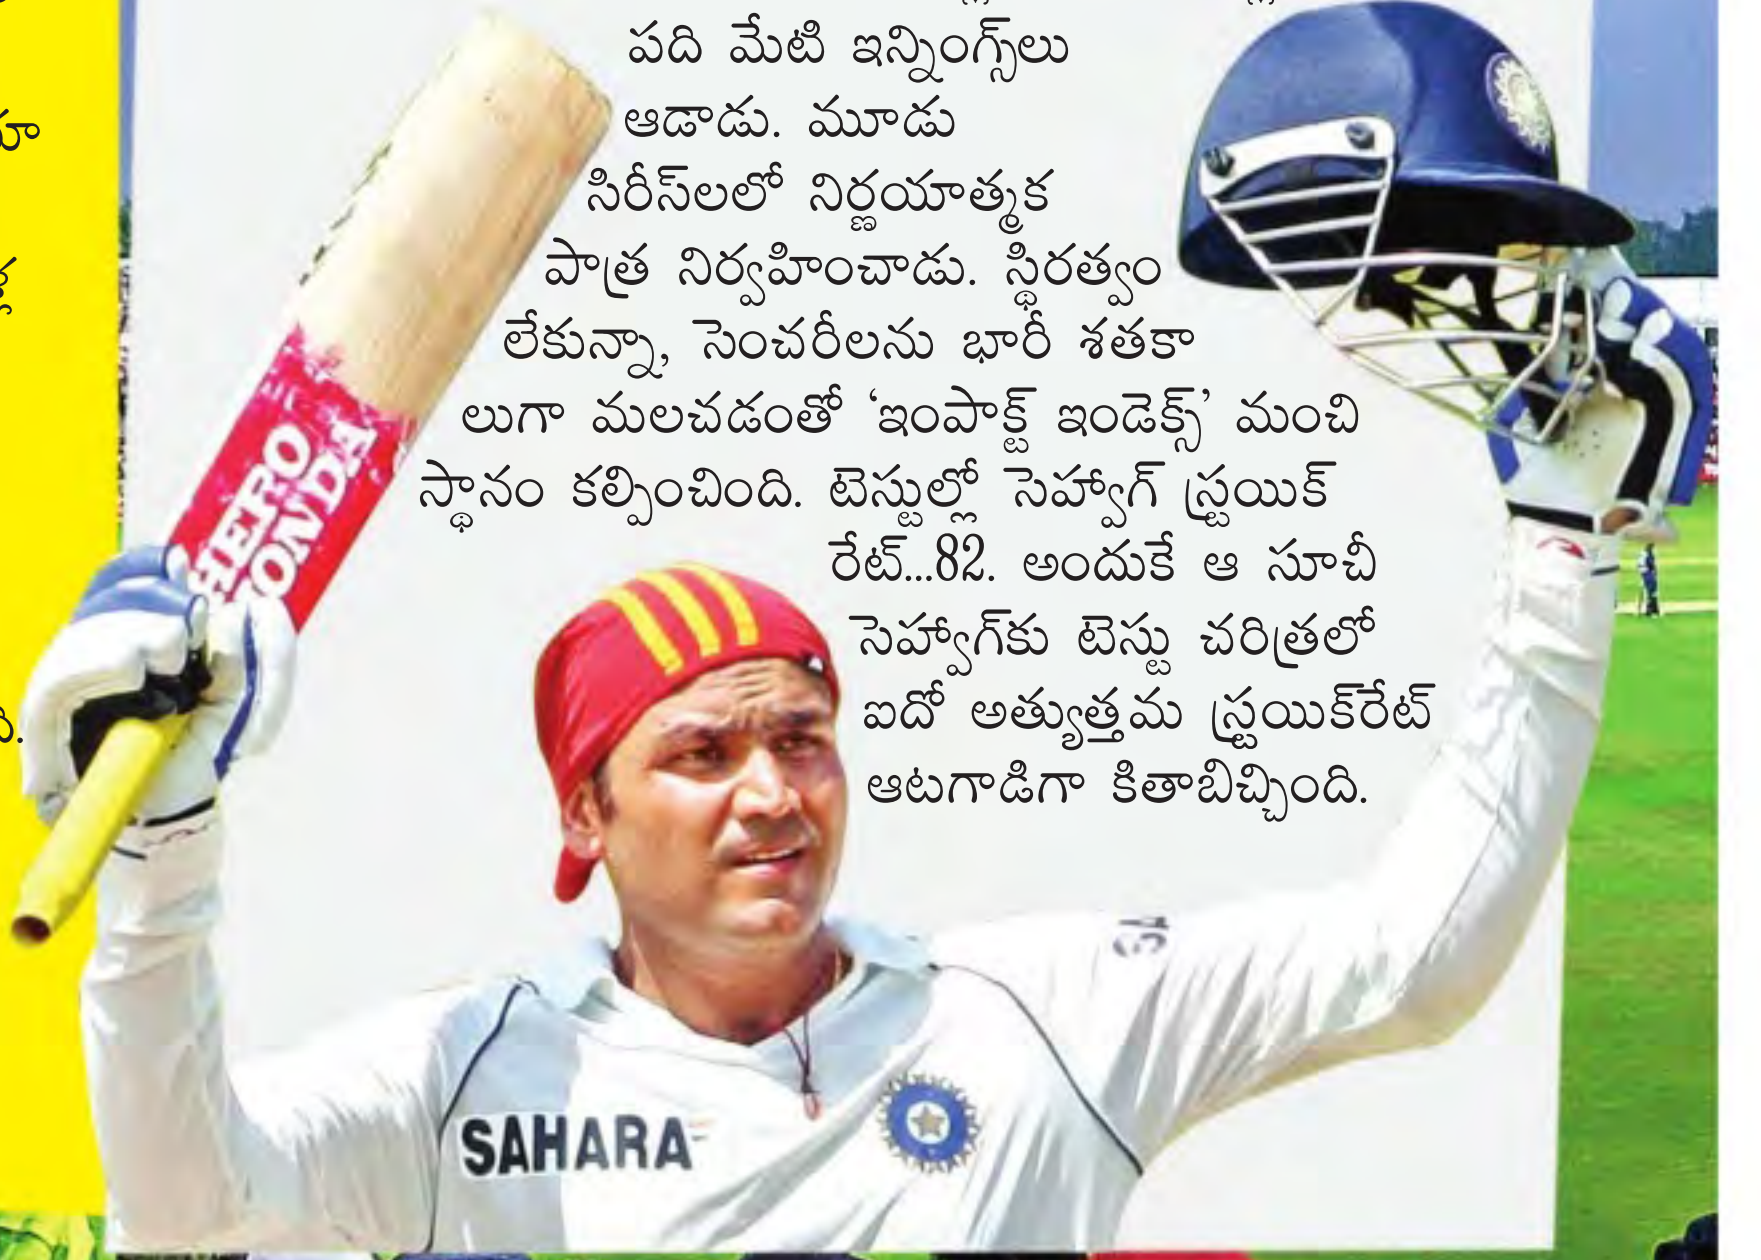 పది మేటి ఇన్నింగ్స్‌లు
ఆడాడు. మూడు
సిరీస్‌లలో నిర్ణయాత్మక
పాత్ర నిర్వహించాడు. స్థిరత్వం
లేకున్నా, సెంచరీలను భారీ శతకా
లుగా మలచడంతో ‘ఇంపాక్ట్ ఇండెక్స్’ మంచి
స్థానం కల్పించింది. టెస్టుల్లో సెహ్వాగ్ స్ట్రయిక్
రేట్...82. అందుకే ఆ సూచీ
సెహ్వాగ్‌కు టెస్టు చరిత్రలో
ఐదో అత్యుత్తమ స్ట్రయిక్‌రేట్
ఆటగాడిగా కితాబిచ్చింది.
HERO
HONDA
SAHARA